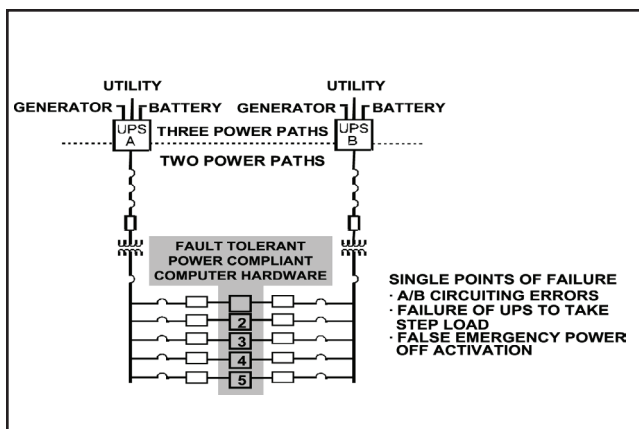 UTILITY
GENERATOR
BATTERY
UPS
A
THREE POWER PATHS
UTILITY
GENERATOR
BATTERY
UPS
B
TWO POWER PATHS
FAULT TOLERANT
POWER COMPLIANT
COMPUTER HARDWARE
2
3
4
5
SINGLE POINTS OF FAILURE
· A/B CIRCUITING ERRORS
· FAILURE OF UPS TO TAKE
STEP LOAD
· FALSE EMERGENCY POWER
OFF ACTIVATION